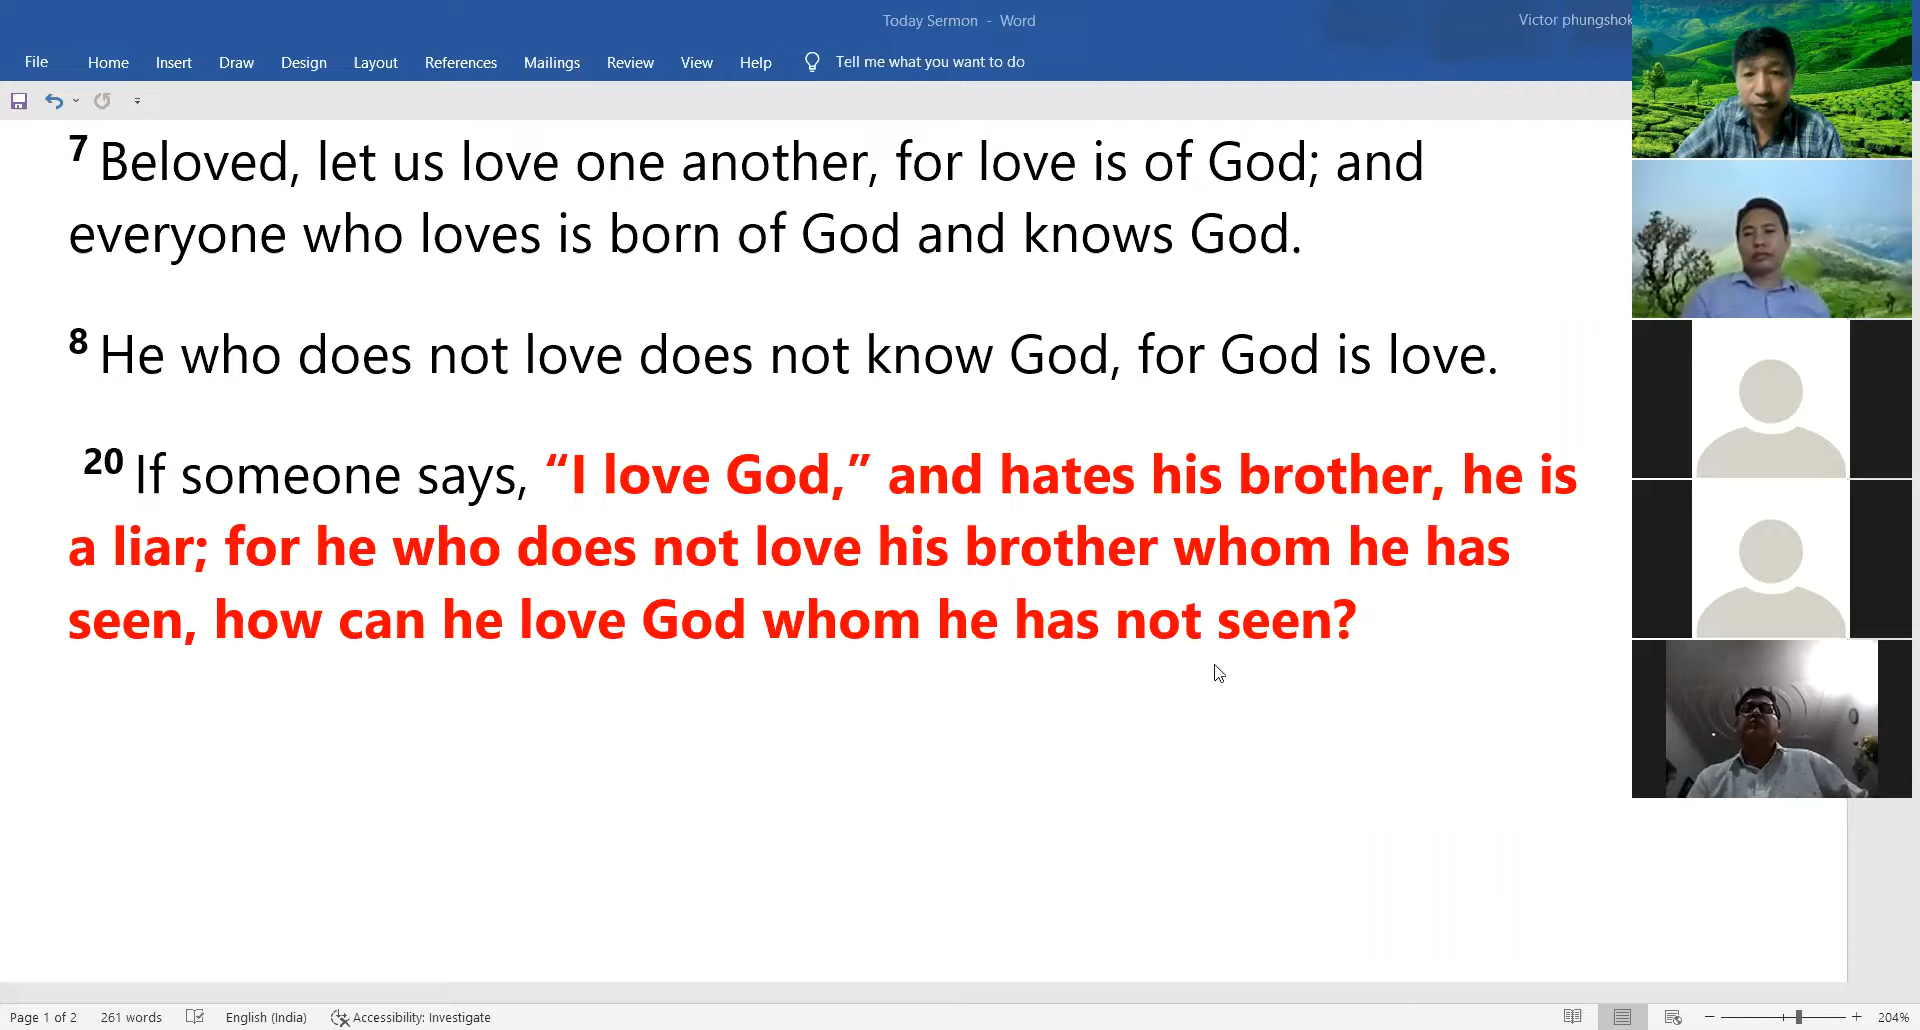 Today Sermon - Word
Victor phungshok
File Home Insert Draw Design Layout References Mailings Review View Help Tell me what you want to do
7 Beloved, let us love one another, for love is of God; and
everyone who loves is born of God and knows God.
8 He who does not love does not know God, for God is love.
20 If someone says, “I love God,” and hates his brother, he is
a liar; for he who does not love his brother whom he has
seen, how can he love God whom he has not seen?
Page 1 of 2 261 words English (India) Accessibility: Investigate 204%